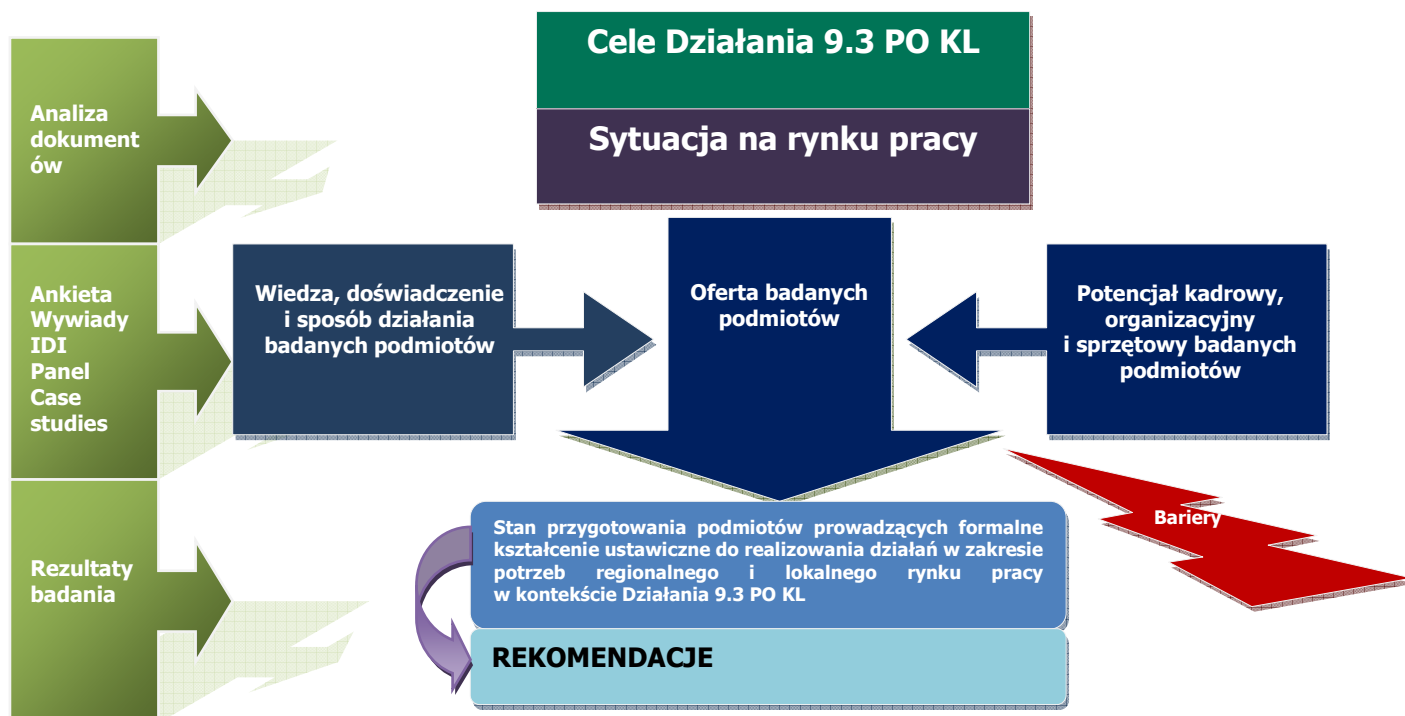 Cele Działania 9.3 PO KL
Sytuacja na rynku pracy
Analiza
dokument
ów
Ankieta
Wywiady
IDI
Panel
Case
studies
Wiedza, doświadczenie
i sposób działania
badanych podmiotów
Oferta badanych
podmiotów
Potencjał kadrowy,
organizacyjny
i sprzętowy badanych
podmiotów
Bariery
Rezultaty
badania
Stan przygotowania podmiotów prowadzących formalne
kształcenie ustawiczne do realizowania działań w zakresie
potrzeb regionalnego i lokalnego rynku pracy
w kontekście Działania 9.3 PO KL
REKOMENDACJE